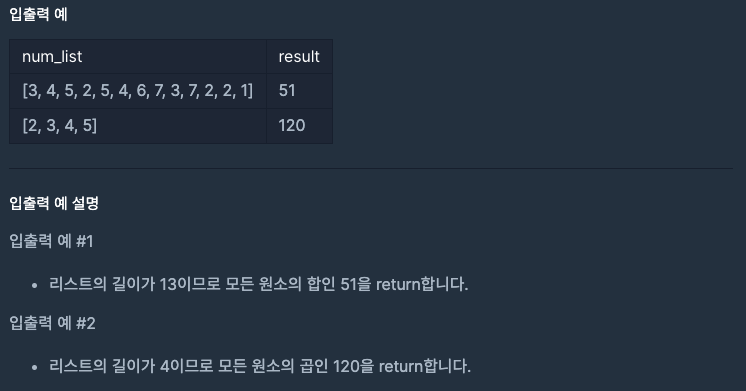 입출력 예
num_list result
[3, 4, 5, 2, 5, 4, 6, 7, 3, 7, 2, 2, 1] 51
[2, 3, 4, 5] 120
입출력 예 설명
입출력 예 #1
• 리스트의 길이가 13이므로 모든 원소의 합인 51을 return합니다.
입출력 예 #2
• 리스트의 길이가 4이므로 모든 원소의 곱인 120을 return합니다.